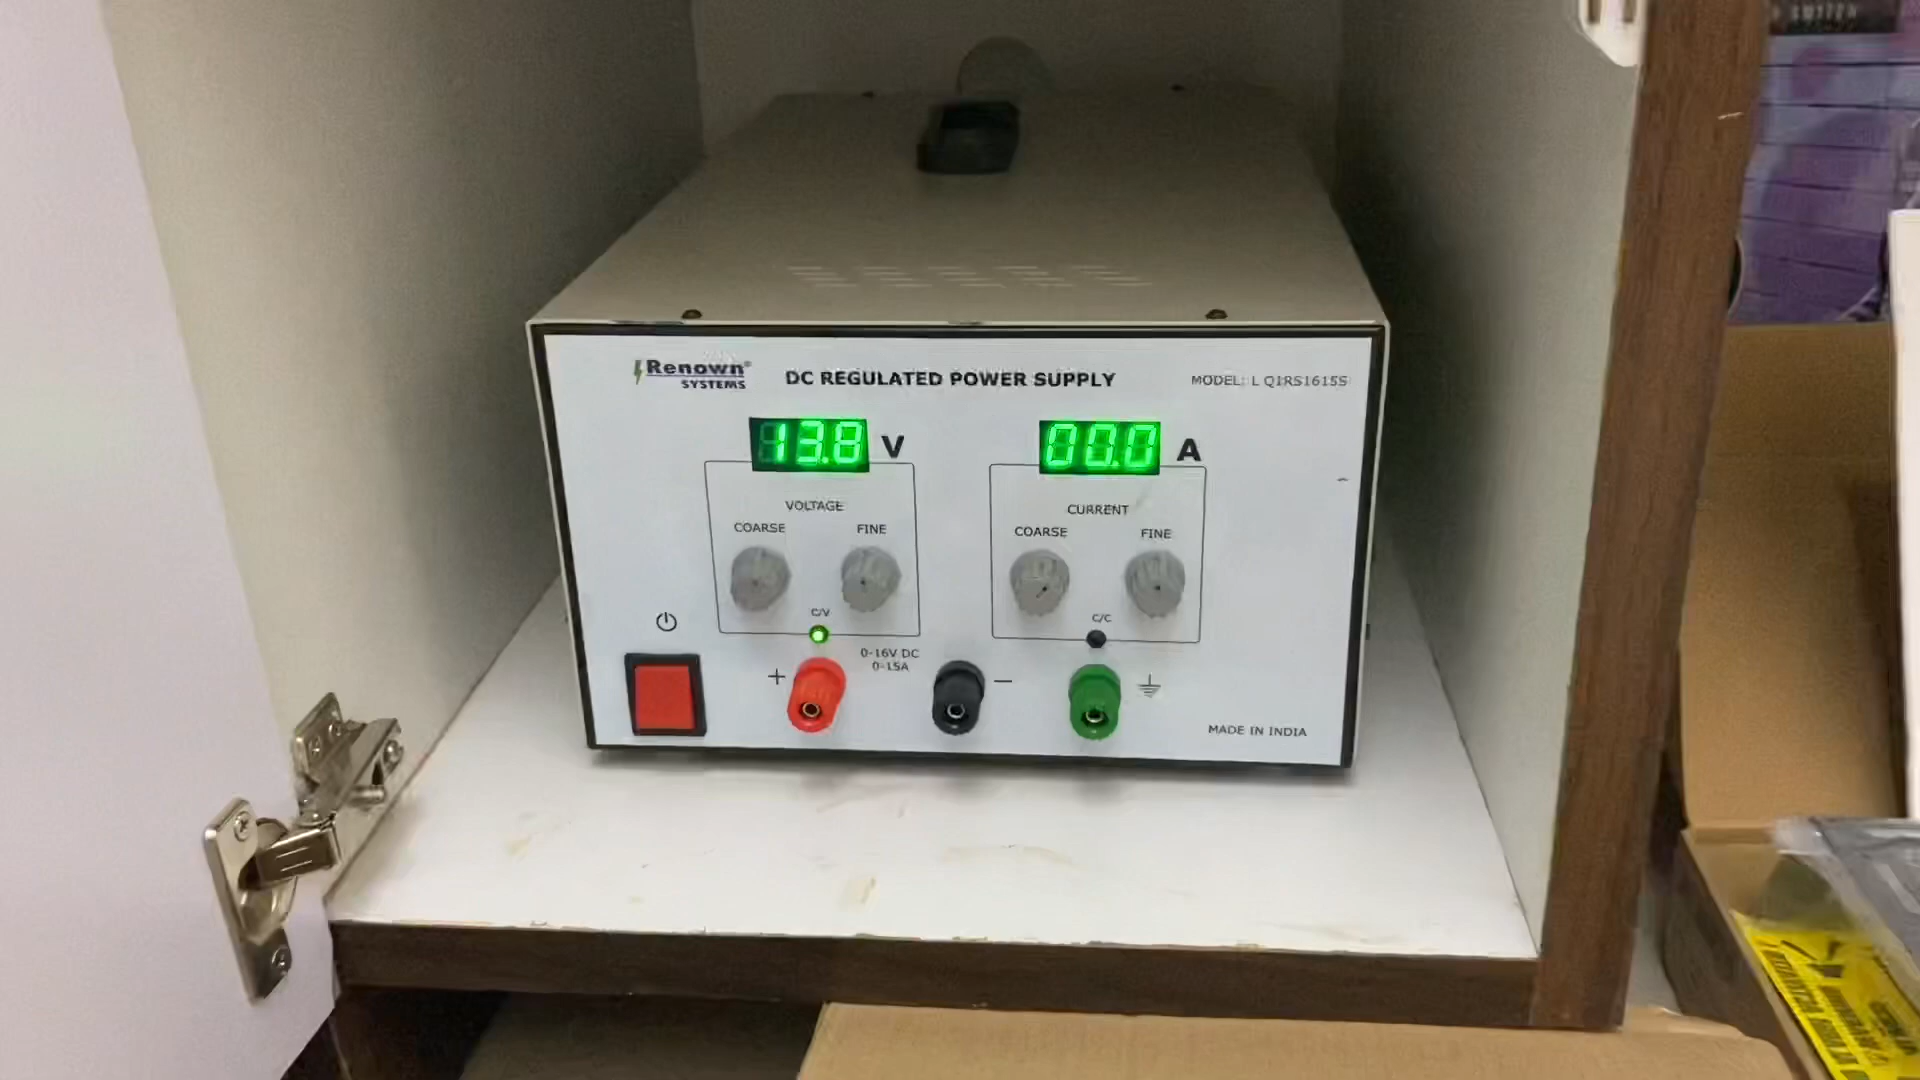 SWITCH
Renown®
SYSTEMS
DC REGULATED POWER SUPPLY
MODEL: L Q1RS1615S
13.8 V
00.0 A
VOLTAGE
COARSE FINE
CURRENT
COARSE FINE
C/V
C/C
0-16V DC
0-15A
+
−
MADE IN INDIA